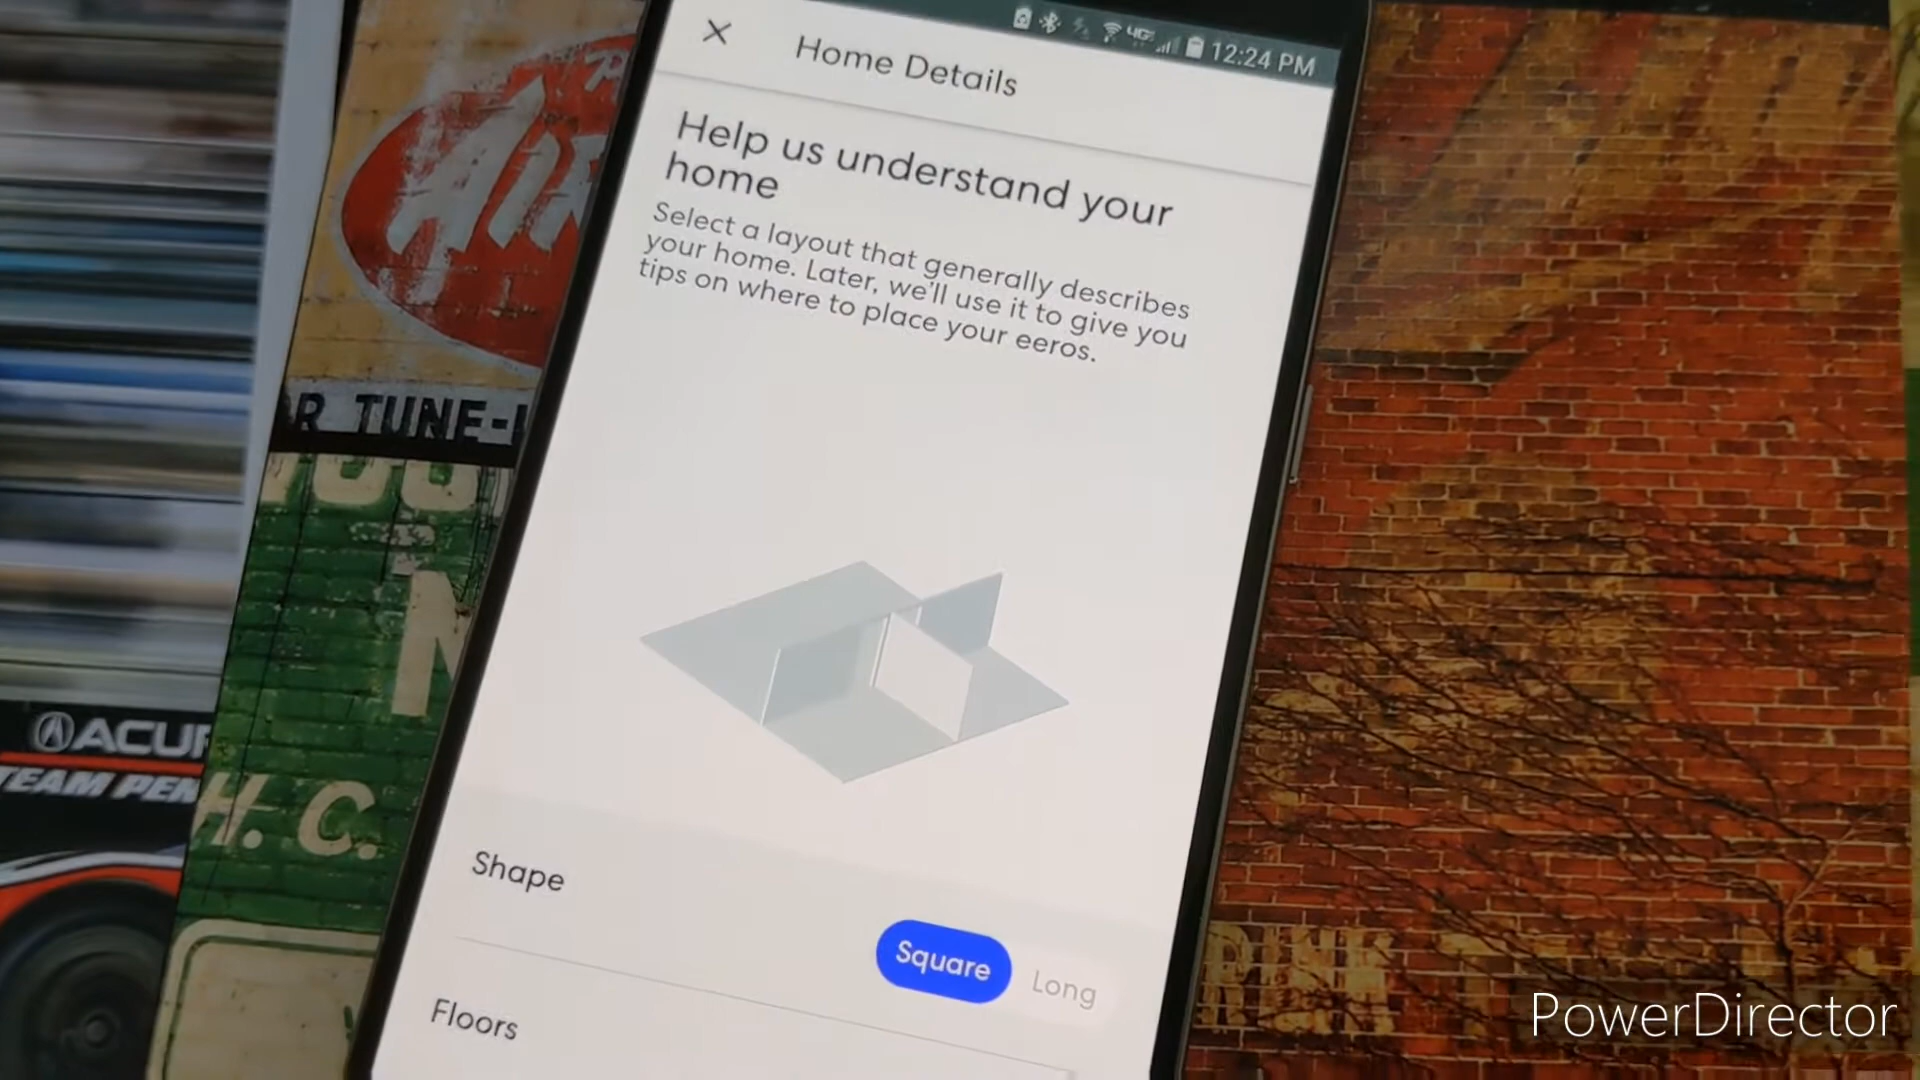 4G
12:24 PM
Home Details
Help us understand your
home
Select a layout that generally describes
your home. Later, we'll use it to give you
tips on where to place your eeros.
Shape
Square
Long
Floors
TUNE-
ACUR
TEAM PEN
H. C.
PowerDirector